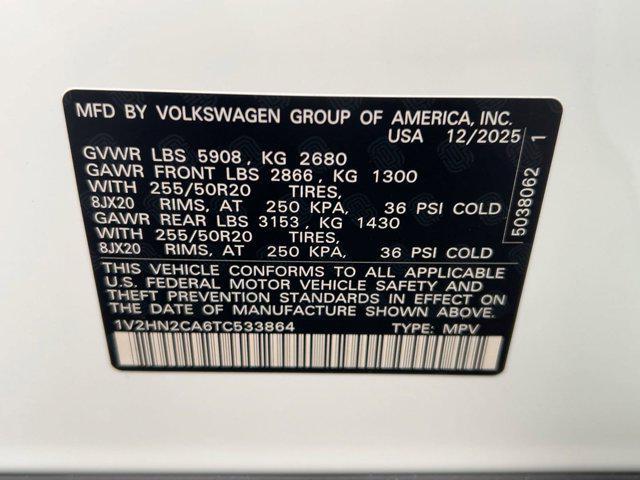 MFD BY VOLKSWAGEN GROUP OF AMERICA, INC.
USA 12/2025
GVWR LBS 5908, KG 2680
GAWR FRONT LBS 2866, KG 1300
WITH 255/50R20 TIRES,
8JX20 RIMS, AT 250 KPA, 36 PSI COLD
GAWR REAR LBS 3153, KG 1430
WITH 255/50R20 TIRES,
8JX20 RIMS, AT 250 KPA, 36 PSI COLD
THIS VEHICLE CONFORMS TO ALL APPLICABLE
U.S. FEDERAL MOTOR VEHICLE SAFETY AND
THEFT PREVENTION STANDARDS IN EFFECT ON
THE DATE OF MANUFACTURE SHOWN ABOVE.
1V2HN2CA6TC533864 TYPE: MPV
5038062 1